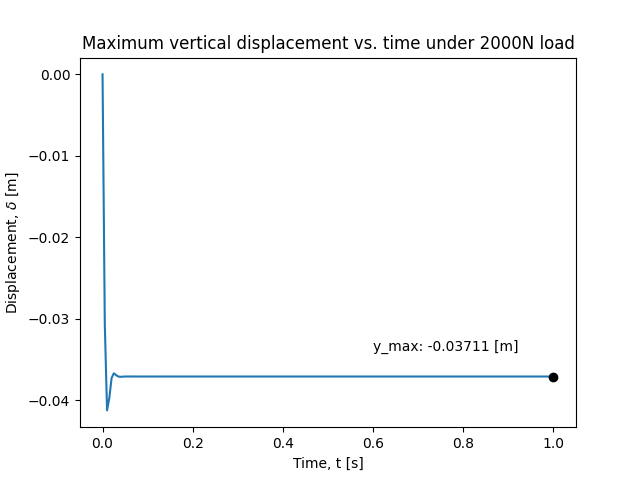 Maximum vertical displacement vs. time under 2000N load
0.00
−0.01
−0.02
−0.03
−0.04
Displacement, δ [m]
y_max: -0.03711 [m]
0.0 0.2 0.4 0.6 0.8 1.0
Time, t [s]